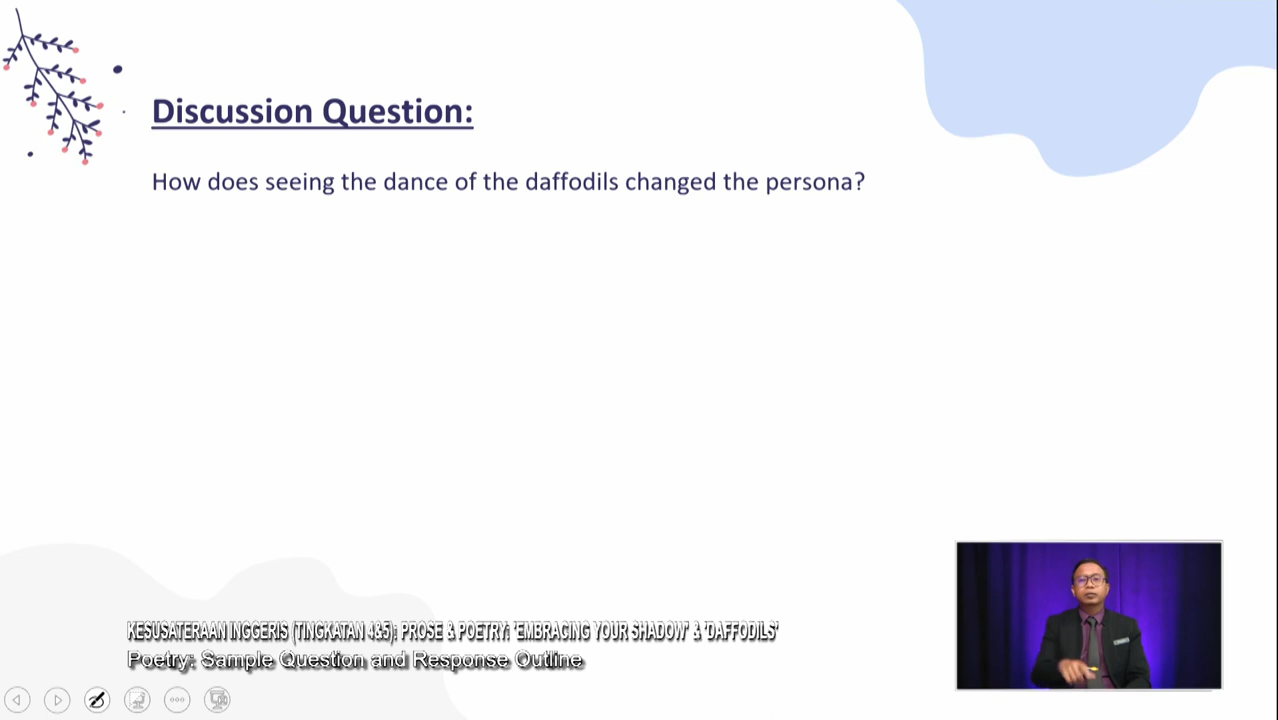 Discussion Question:
How does seeing the dance of the daffodils changed the persona?
KESUSATERAAN INGGERIS (TINGKATAN 4&5): PROSE & POETRY: 'EMBRACING YOUR SHADOW' & 'DAFFODILS'
Poetry: Sample Question and Response Outline